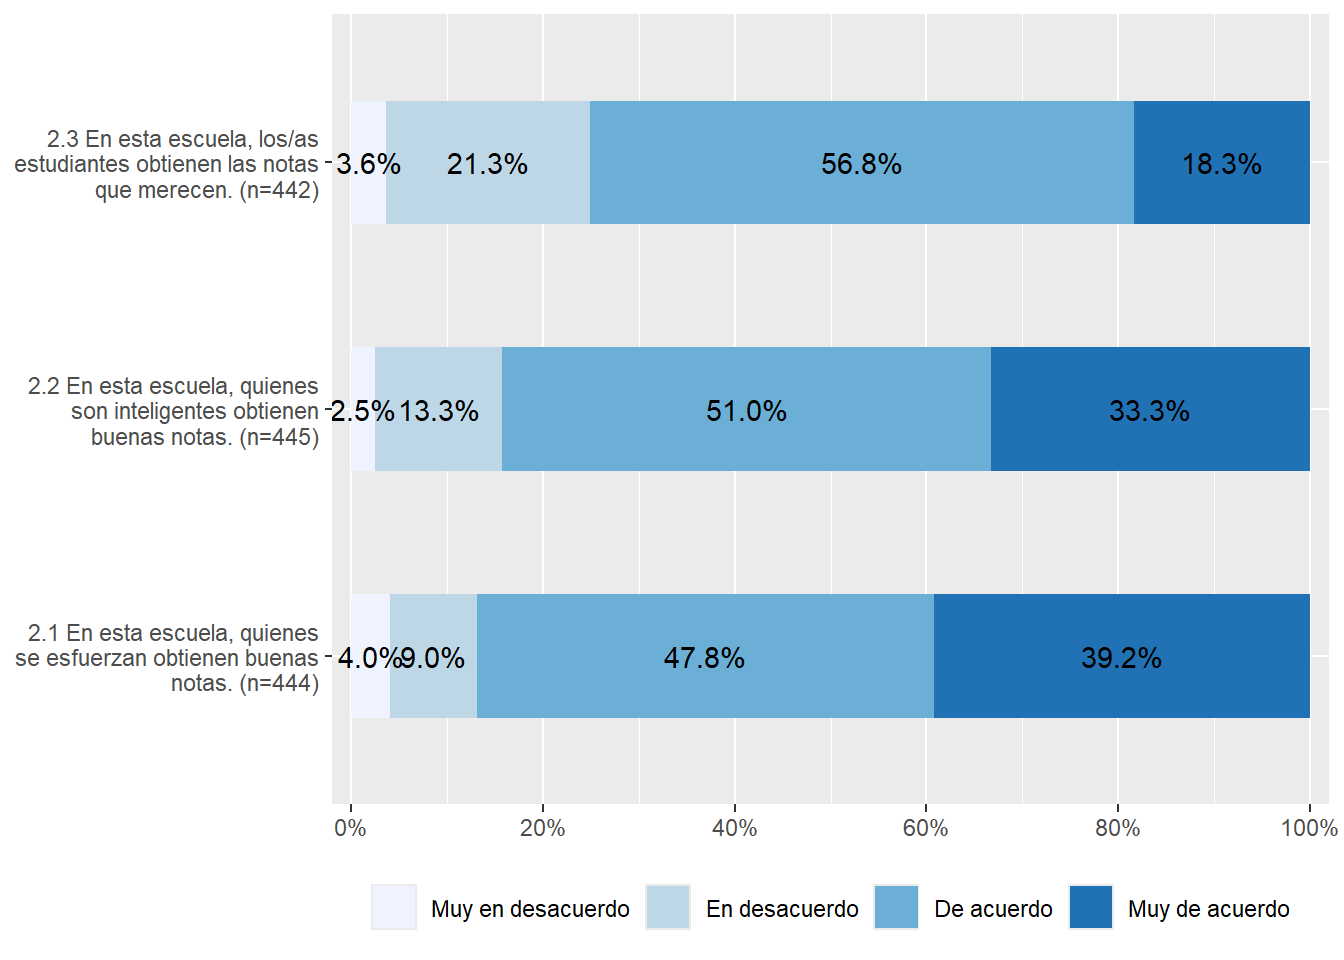 2.3 En esta escuela, los/as
estudiantes obtienen las notas
que merecen. (n=442)
3.6% 21.3% 56.8% 18.3%
2.2 En esta escuela, quienes
son inteligentes obtienen
buenas notas. (n=445)
2.5% 13.3% 51.0% 33.3%
2.1 En esta escuela, quienes
se esfuerzan obtienen buenas
notas. (n=444)
4.0% 9.0% 47.8% 39.2%
0% 20% 40% 60% 80% 100%
Muy en desacuerdo En desacuerdo De acuerdo Muy de acuerdo